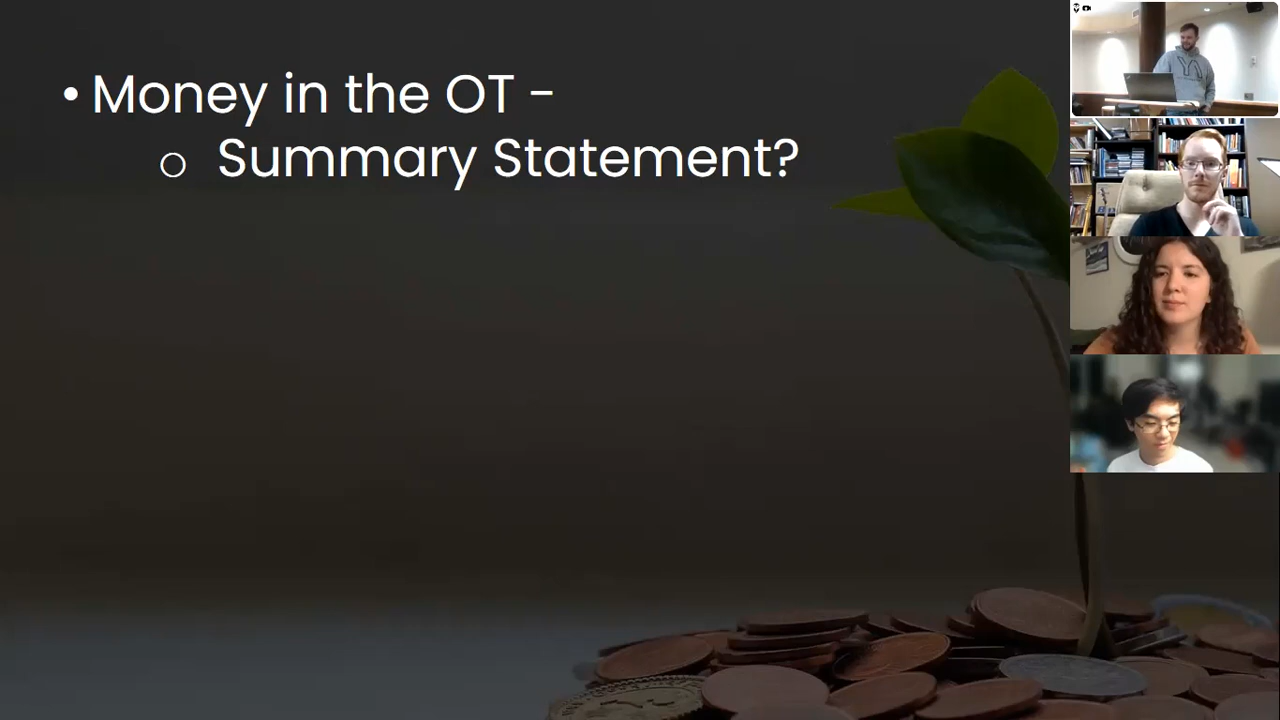 • Money in the OT -
○ Summary Statement?